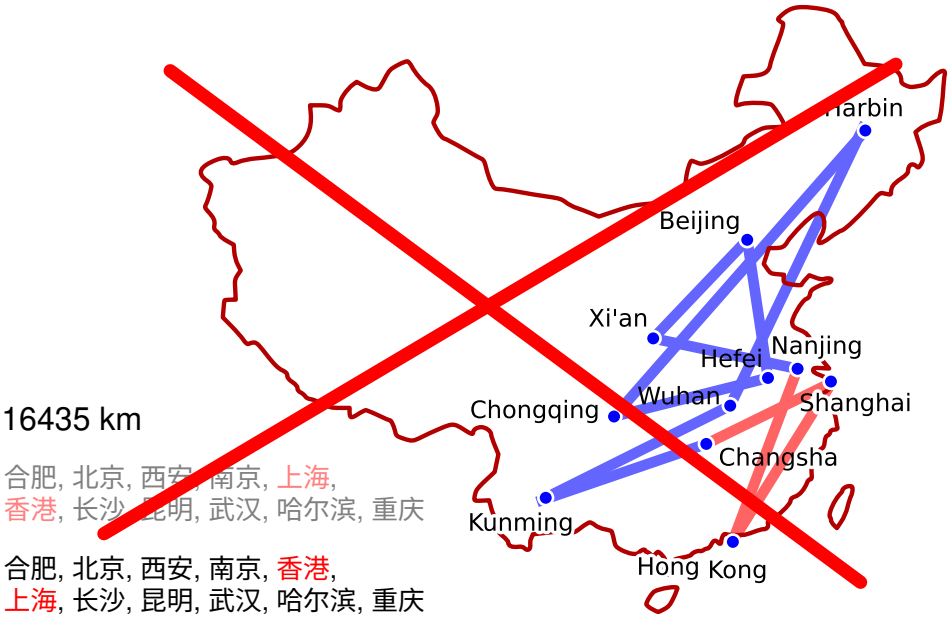 Harbin
Beijing
Xi'an
Nanjing
Hefei
Wuhan
Shanghai
Chongqing
16435 km
Changsha
合肥, 北京, 西安, 南京, 上海,
香港, 长沙, 昆明, 武汉, 哈尔滨, 重庆
Kunming
Hong Kong
合肥, 北京, 西安, 南京, 香港,
上海, 长沙, 昆明, 武汉, 哈尔滨, 重庆